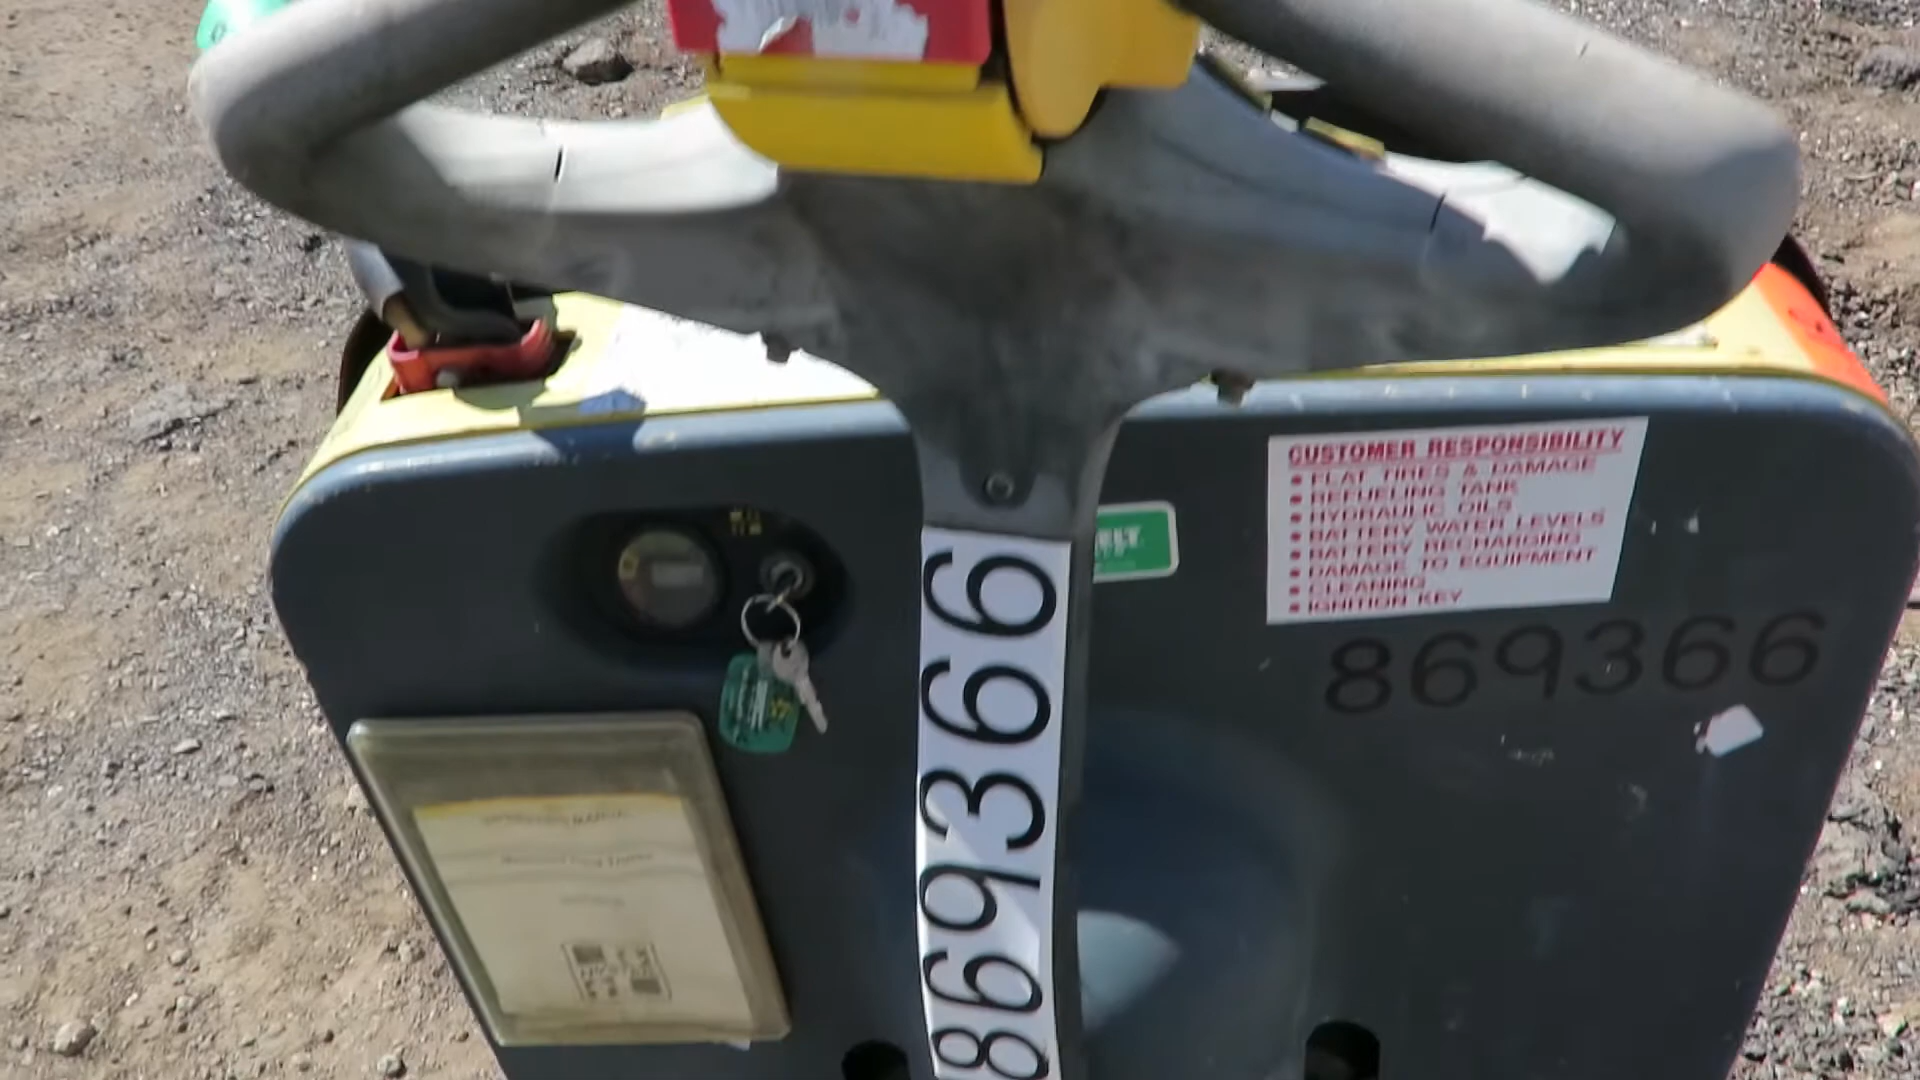 CUSTOMER RESPONSIBILITY
FLAT TIRES & DAMAGE
REFUELING TANK
HYDRAULIC OILS
BATTERY WATER LEVELS
BATTERY RECHARGING
DAMAGE TO EQUIPMENT
CLEANING
IGNITION KEY
ELT
869366
869366